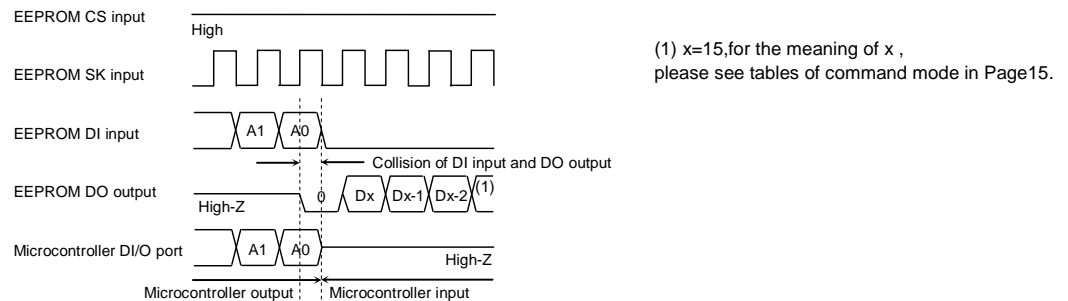 EEPROM CS input
High
(1) x=15,for the meaning of x ,
please see tables of command mode in Page15.
EEPROM SK input
EEPROM DI input
A1 A0
Collision of DI input and DO output
EEPROM DO output
High-Z
0 Dx Dx-1 Dx-2 (1)
Microcontroller DI/O port
A1 A0
High-Z
Microcontroller output Microcontroller input